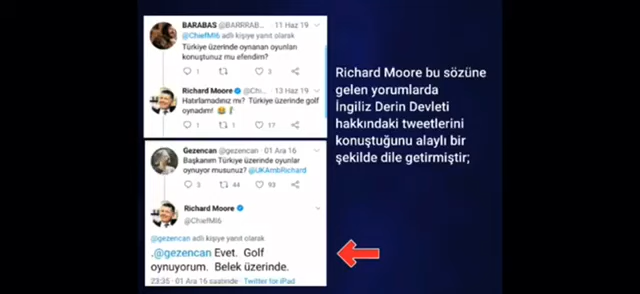 BARABAS @BARRRAB... · 11 Haz 19
@ChiefMI6 adlı kişiye yanıt olarak
Türkiye üzerinde oynanan oyunları
konuştunuz mu efendim?
1 3
Richard Moore @Chi... · 13 Haz 19
Hatırlamadınız mı? Türkiye üzerinde golf
oynadım! 😂
1 1 17
Gezencan @gezencan · 01 Ara 16
Başkanım Türkiye üzerinde oyunlar
oynuyor musunuz? @UKAmbRichard
3 44 93
Richard Moore
@ChiefMI6
@gezencan adlı kişiye yanıt olarak
.@gezencan Evet. Golf
oynuyorum. Belek üzerinde.
23:35 · 01 Ara 16 saatinde · Twitter for iPad
Richard Moore bu sözüne
gelen yorumlarda
İngiliz Derin Devleti
hakkındaki tweetlerini
konuştuğunu alaylı bir
şekilde dile getirmiştir;